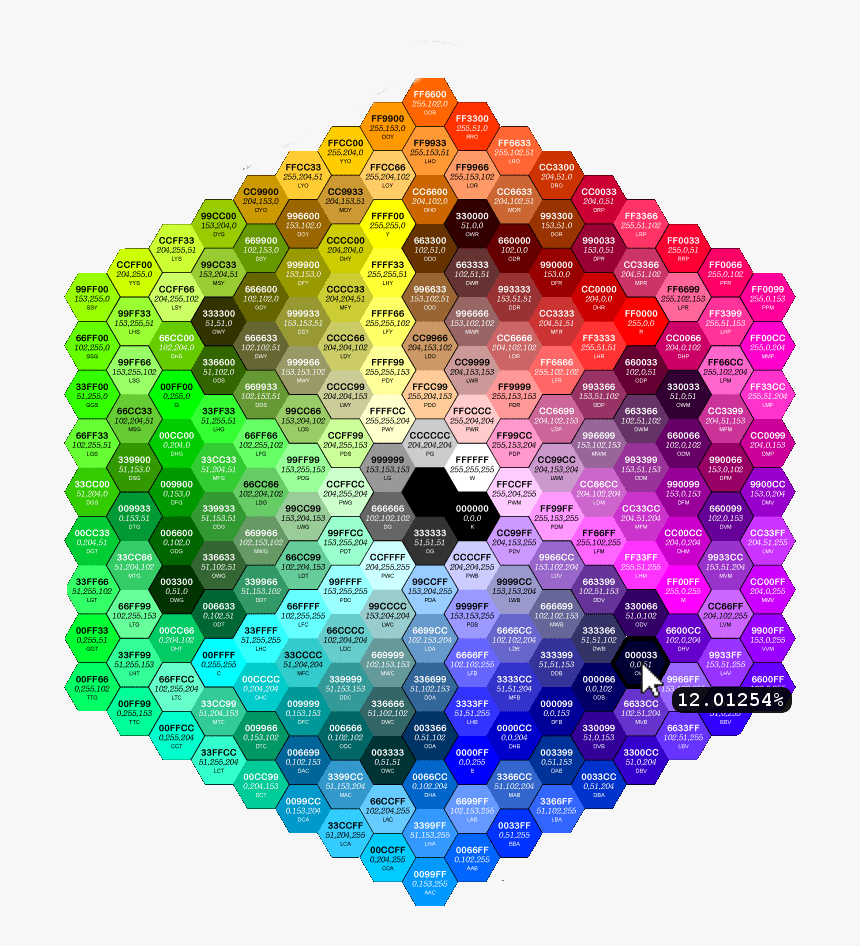 99FF00
153,255,0
SSY
66FF00
102,255,0
SSG
33FF00
51,255,0
GGS
66FF33
102,255,51
LGS
33CC00
51,204,0
DGS
00CC33
0,204,51
DGT
33FF66
51,255,102
LGT
00FF33
0,255,51
GGT
00FF66
0,255,102
TTG
CCFF00
204,255,0
YYS
99FF33
153,255,51
LHS
99FF66
153,255,102
LSG
66CC33
102,204,51
MSG
339900
51,153,0
DSG
009933
0,153,51
DTG
33CC66
51,204,102
MTG
66FF99
102,255,153
LTG
33FF99
51,255,153
LHT
00FF99
0,255,153
TTC
CCFF33
204,255,51
LYS
CCFF66
204,255,102
LSY
66CC00
102,204,0
DHS
00FF00
0,255,0
G
00CC00
0,204,0
DHG
009900
0,153,0
DFG
006600
0,102,0
ODG
003300
0,51,0
OWG
00CC66
0,204,102
DHT
66FFCC
102,255,204
LTC
00FFCC
0,255,204
CCT
99CC00
153,204,0
DYS
99CC33
153,204,51
MSY
333300
51,51,0
OWY
336600
51,102,0
ODS
33FF33
51,255,51
LHG
33CC33
51,204,51
MFG
339933
51,153,51
DDG
336633
51,102,51
DWG
006633
0,102,51
ODT
00FFFF
0,255,255
C
33CC99
51,204,153
MTC
33FFCC
51,255,204
LCT
CC9900
204,153,0
DYO
669900
102,153,0
DSY
666600
102,102,0
ODY
666633
102,102,51
DWY
669933
102,153,51
DDS
66FF66
102,255,102
LFG
66CC66
102,204,102
LDG
669966
102,153,102
MWG
339966
51,153,102
DDT
33FFFF
51,255,255
LHC
00CCCC
0,204,204
DHC
009966
0,153,102
DTC
00CC99
0,204,153
DCT
FFCC33
255,204,51
LYO
996600
153,102,0
DOY
999900
153,153,0
DFY
999933
153,153,51
DDY
999966
153,153,102
MWY
99CC66
153,204,102
LDS
99FF99
153,255,153
PDG
99CC99
153,204,153
LWG
66CC99
102,204,153
LDT
66FFFF
102,255,255
LFC
33CCCC
51,204,204
MFC
009999
0,153,153
DFC
006699
0,102,153
DAC
0099CC
0,153,204
DCA
FFCC00
255,204,0
YYO
CC9933
204,153,51
MDY
CCCC00
204,204,0
DHY
CCCC33
204,204,51
MFY
CCCC66
204,204,102
LDY
CCCC99
204,204,153
LWY
CCFF99
204,255,153
PDS
CCFFCC
204,255,204
PWG
99FFCC
153,255,204
PDT
99FFFF
153,255,255
PDC
66CCCC
102,204,204
LDC
339999
51,153,153
DDC
006666
0,102,102
ODC
3399CC
51,153,204
MAC
33CCFF
51,204,255
LCA
FF9900
255,153,0
OOY
FFCC66
255,204,102
LOY
FFFF00
255,255,0
Y
FFFF33
255,255,51
LHY
FFFF66
255,255,102
LFY
FFFF99
255,255,153
PDY
FFFFCC
255,255,204
PWY
999999
153,153,153
LG
666666
102,102,102
DG
CCFFFF
204,255,255
PWC
99CCCC
153,204,204
LWC
669999
102,153,153
MWC
336666
51,102,102
DWC
003333
0,51,51
OWC
66CCFF
102,204,255
LAC
00CCFF
0,204,255
CCA
FF6600
255,102,0
OOR
FF9933
255,153,51
LHO
CC6600
204,102,0
DHO
663300
102,51,0
ODO
996633
153,102,51
DDO
CC9966
204,153,102
LDO
FFCC99
255,204,153
PDO
CCCCCC
204,204,204
PG
333333
51,51,51
OG
99CCFF
153,204,255
PDA
6699CC
102,153,204
LDA
336699
51,102,153
DDA
003366
0,51,102
ODA
0066CC
0,102,204
DHA
3399FF
51,153,255
LHA
0099FF
0,153,255
AAC
FF3300
255,51,0
RRO
FF9966
255,153,102
LOR
330000
51,0,0
OWR
663333
102,51,51
DWR
996666
153,102,102
MWR
CC9999
204,153,153
LWR
FFCCCC
255,204,204
PWR
FFFFFF
255,255,255
W
000000
0,0,0
K
CCCCFF
204,204,255
PWB
9999FF
153,153,255
PDB
6666FF
102,102,255
LFB
3333FF
51,51,255
LHB
0000FF
0,0,255
B
6699FF
102,153,255
LAB
0066FF
0,102,255
AAB
FF6633
255,102,51
LRO
CC6633
204,102,51
MOR
660000
102,0,0
ODR
993333
153,51,51
DDR
CC6666
204,102,102
LDR
FF9999
255,153,153
PDR
FF99CC
255,153,204
PDP
FFCCFF
255,204,255
PWM
CC99FF
204,153,255
PDV
9999CC
153,153,204
LWB
6666CC
102,102,204
LDB
3333CC
51,51,204
MFB
0000CC
0,0,204
DHB
3366CC
51,102,204
MAB
0033FF
0,51,255
BBA
CC3300
204,51,0
DRO
993300
153,51,0
DOR
990000
153,0,0
DFR
CC3333
204,51,51
MFR
FF6666
255,102,102
LFR
CC6699
204,102,153
LDP
CC99CC
204,153,204
LWM
FF99FF
255,153,255
PDM
9966CC
153,102,204
LDV
666699
102,102,153
MWB
333399
51,51,153
DDB
000099
0,0,153
DFB
003399
0,51,153
DAB
3366FF
51,102,255
LBA
CC0033
204,0,51
DRP
990033
153,0,51
DPR
CC0000
204,0,0
DHR
FF3333
255,51,51
LHR
993366
153,51,102
DDP
996699
153,102,153
MWM
CC66CC
204,102,204
LDM
FF66FF
255,102,255
LFM
663399
102,51,153
DDV
333366
51,51,102
DWB
000066
0,0,102
ODB
330099
51,0,153
DVB
0033CC
0,51,204
DBA
FF3366
255,51,102
LRP
CC3366
204,51,102
MPR
FF0000
255,0,0
R
660033
102,0,51
ODP
663366
102,51,102
DWM
993399
153,51,153
DDM
CC33CC
204,51,204
MFM
FF33FF
255,51,255
LHM
330066
51,0,102
ODV
000033
0,0,51
6633CC
102,51,204
MVB
3300CC
51,0,204
DBV
FF0033
255,0,51
RRP
FF6699
255,102,153
LPR
CC0066
204,0,102
DHP
330033
51,0,51
OWM
660066
102,0,102
ODM
990099
153,0,153
DFM
CC00CC
204,0,204
DHM
FF00FF
255,0,255
M
6600CC
102,0,204
DHV
9966FF
6633FF
102,51,255
LBV
FF0066
255,0,102
PPR
FF3399
255,51,153
LHP
FF66CC
255,102,204
LPM
CC3399
204,51,153
MPM
990066
153,0,102
DPM
660099
102,0,153
DVM
9933CC
153,51,204
MVM
CC66FF
204,102,255
LVM
9933FF
153,51,255
LHV
FF0099
255,0,153
PPM
FF00CC
255,0,204
MMP
FF33CC
255,51,204
LMP
CC0099
204,0,153
DMP
9900CC
153,0,204
DMV
CC33FF
204,51,255
LMV
CC00FF
204,0,255
MMV
9900FF
153,0,255
VVM
6600FF
12.01254%